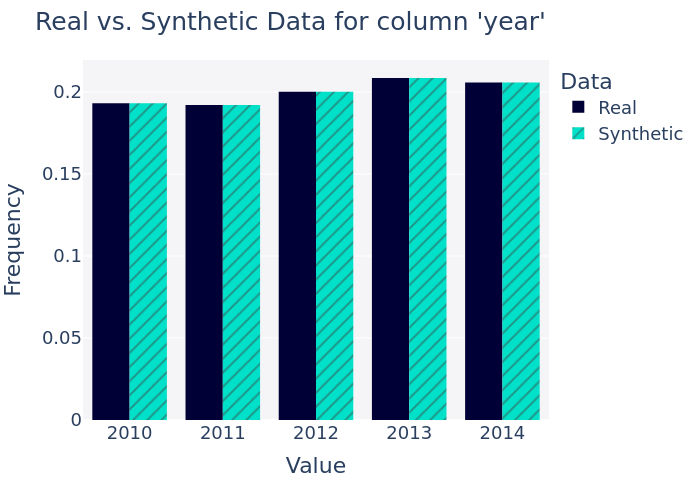 Real vs. Synthetic Data for column 'year'
Data
Real
Synthetic
Frequency
0.2
0.15
0.1
0.05
0
2010 2011 2012 2013 2014
Value